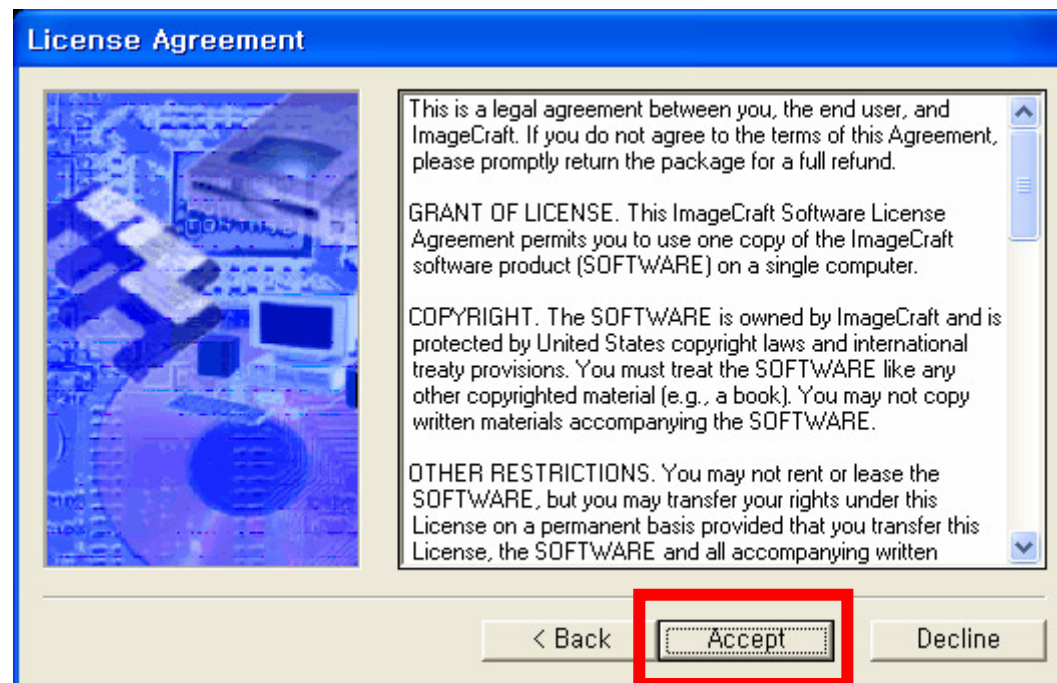 License Agreement
This is a legal agreement between you, the end user, and
ImageCraft. If you do not agree to the terms of this Agreement,
please promptly return the package for a full refund.
GRANT OF LICENSE. This ImageCraft Software License
Agreement permits you to use one copy of the ImageCraft
software product (SOFTWARE) on a single computer.
COPYRIGHT. The SOFTWARE is owned by ImageCraft and is
protected by United States copyright laws and international
treaty provisions. You must treat the SOFTWARE like any
other copyrighted material (e.g., a book). You may not copy
written materials accompanying the SOFTWARE.
OTHER RESTRICTIONS. You may not rent or lease the
SOFTWARE, but you may transfer your rights under this
License on a permanent basis provided that you transfer this
License, the SOFTWARE and all accompanying written
< Back Accept Decline